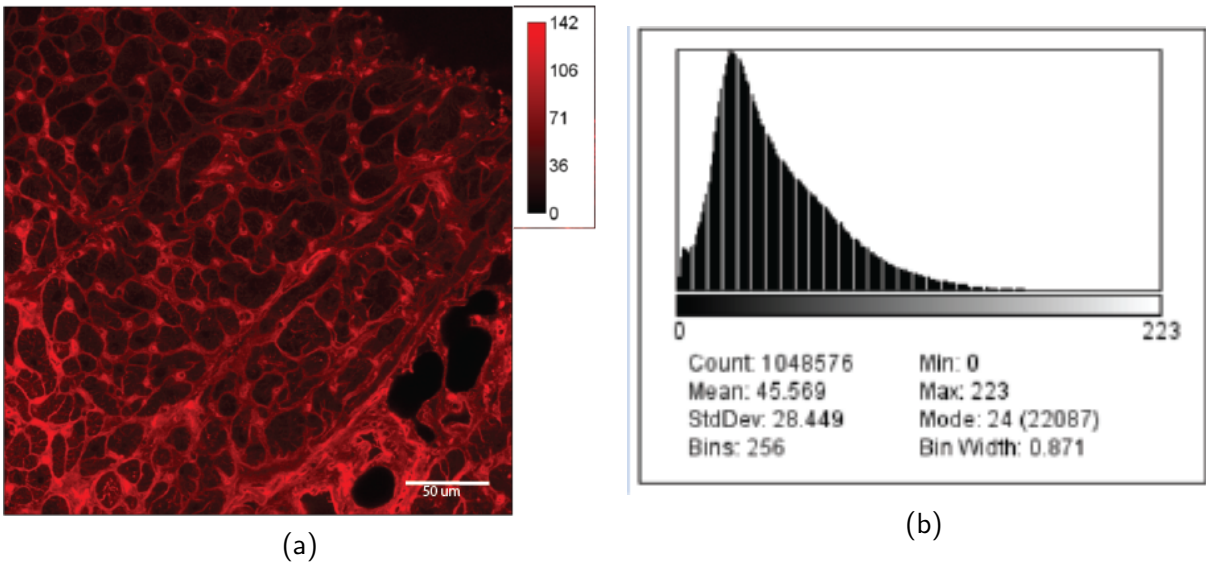 142
106
71
36
0
50 um
(a)
0 223
Count: 1048576 Min: 0
Mean: 45.569 Max: 223
StdDev: 28.449 Mode: 24 (22087)
Bins: 256 Bin Width: 0.871
(b)